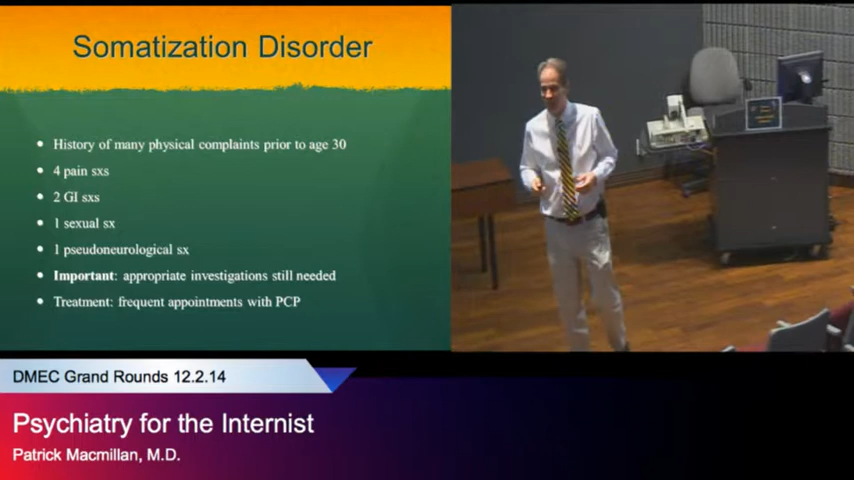 Somatization Disorder
History of many physical complaints prior to age 30
4 pain sxs
2 GI sxs
1 sexual sx
1 pseudoneurological sx
Important: appropriate investigations still needed
Treatment: frequent appointments with PCP
DMEC Grand Rounds 12.2.14
Psychiatry for the Internist
Patrick Macmillan, M.D.